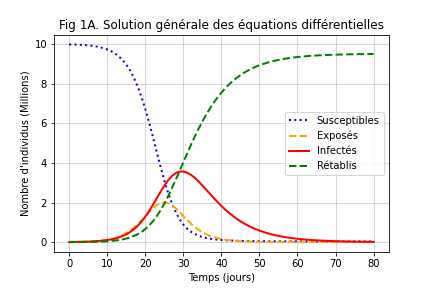 Fig 1A. Solution générale des équations différentielles
Nombre d'individus (Millions)
10
8
6
4
2
0
Susceptibles
Exposés
Infectés
Rétablis
0 10 20 30 40 50 60 70 80
Temps (jours)